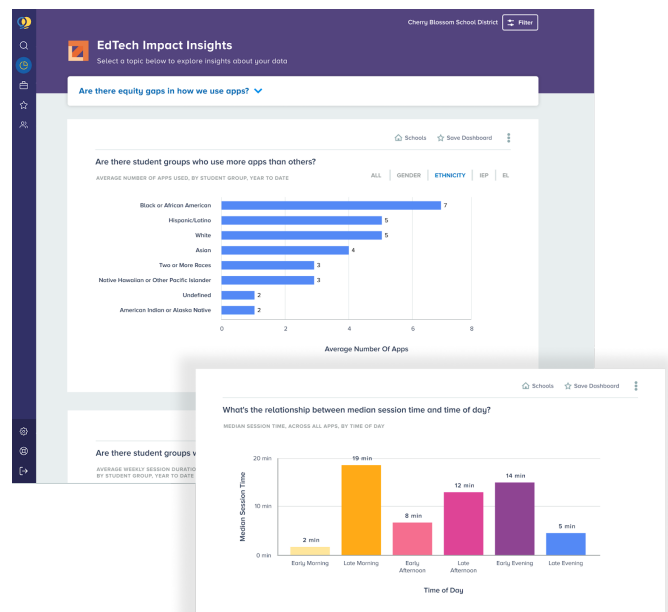 Cherry Blossom School District
Filter
EdTech Impact Insights
Select a topic below to explore insights about your data
Are there equity gaps in how we use apps?
Schools
Save Dashboard
Are there student groups who use more apps than others?
AVERAGE NUMBER OF APPS USED, BY STUDENT GROUP, YEAR TO DATE
ALL
GENDER
ETHNICITY
IEP
EL
Black or African American
7
Hispanic/Latino
5
White
5
Asian
4
Two or More Races
3
Native Hawaiian or Other Pacific Islander
3
Undefined
2
American Indian or Alaska Native
2
0 2 4 6 8
Average Number Of Apps
Are there student groups
AVERAGE WEEKLY SESSION
BY STUDENT GROUP, YEAR TO DATE
Schools
Save Dashboard
What's the relationship between median session time and time of day?
MEDIAN SESSION TIME, ACROSS ALL APPS, BY TIME OF DAY
Median Session Time
20 min
10 min
0 min
2 min
19 min
8 min
12 min
14 min
5 min
Early Morning
Late Morning
Early
Afternoon
Late
Afternoon
Early Evening
Late Evening
Time of Day